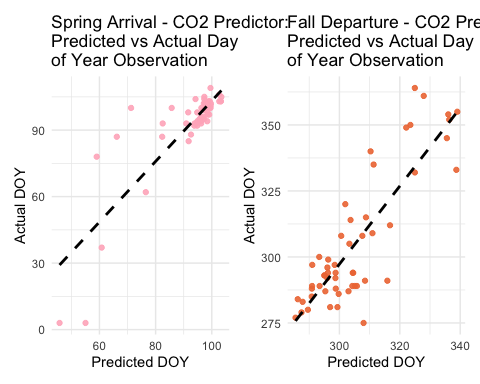 Spring Arrival - CO2 Predictor:
Predicted vs Actual Day
of Year Observation
Actual DOY
90
60
30
0
60 80 100
Predicted DOY
Fall Departure - CO2 Pre
Predicted vs Actual Day
of Year Observation
Actual DOY
350
325
300
275
300 320 340
Predicted DOY